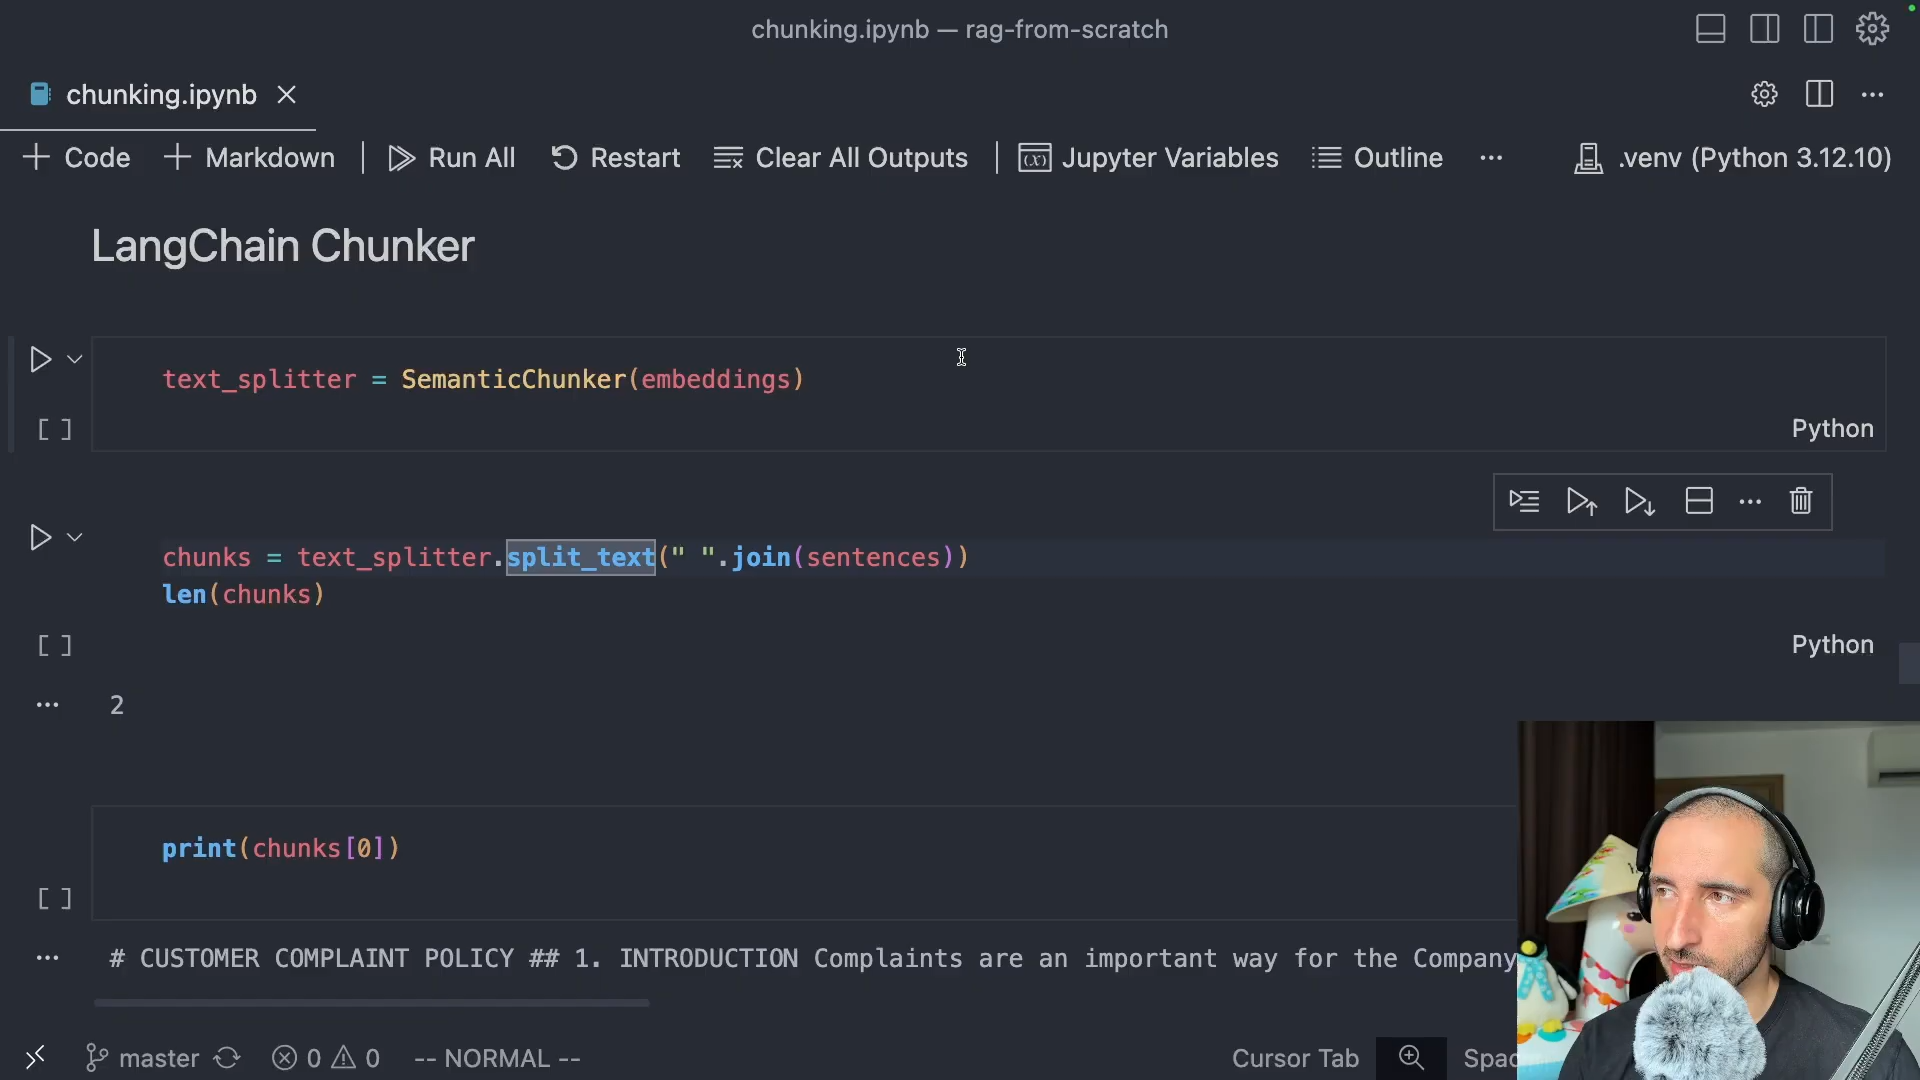 chunking.ipynb — rag-from-scratch
chunking.ipynb
Code
Markdown
Run All
Restart
Clear All Outputs
Jupyter Variables
Outline
.venv (Python 3.12.10)
LangChain Chunker
text_splitter = SemanticChunker(embeddings)
[ ]
Python
chunks = text_splitter.split_text(" ".join(sentences))
len(chunks)
[ ]
Python
2
print(chunks[0])
[ ]
# CUSTOMER COMPLAINT POLICY ## 1. INTRODUCTION Complaints are an important way for the Company
master
0
0
-- NORMAL --
Cursor Tab